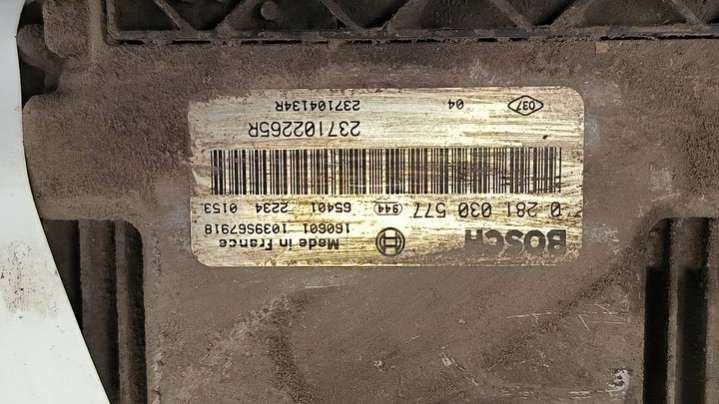 BOSCH Made in France
160601 1039S67918
0 281 030 577 944 65401 2234 0153
237102265R
037 04 237104134R